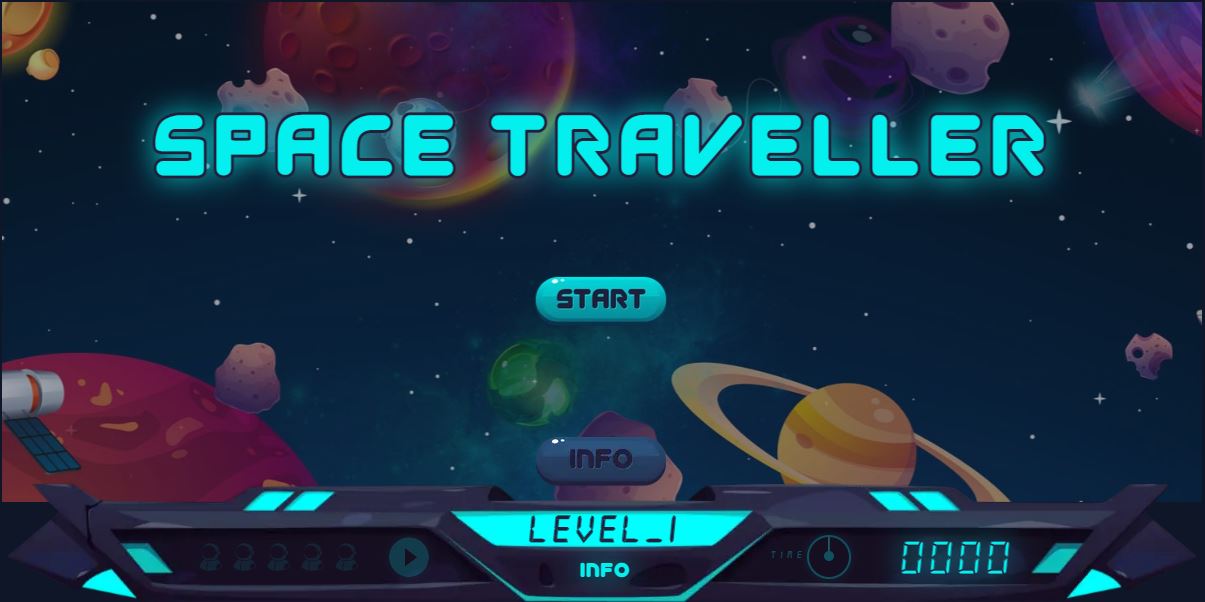 SPACE TRAVELLER
START
INFO
LEVEL_1
TIME
0000
INFO